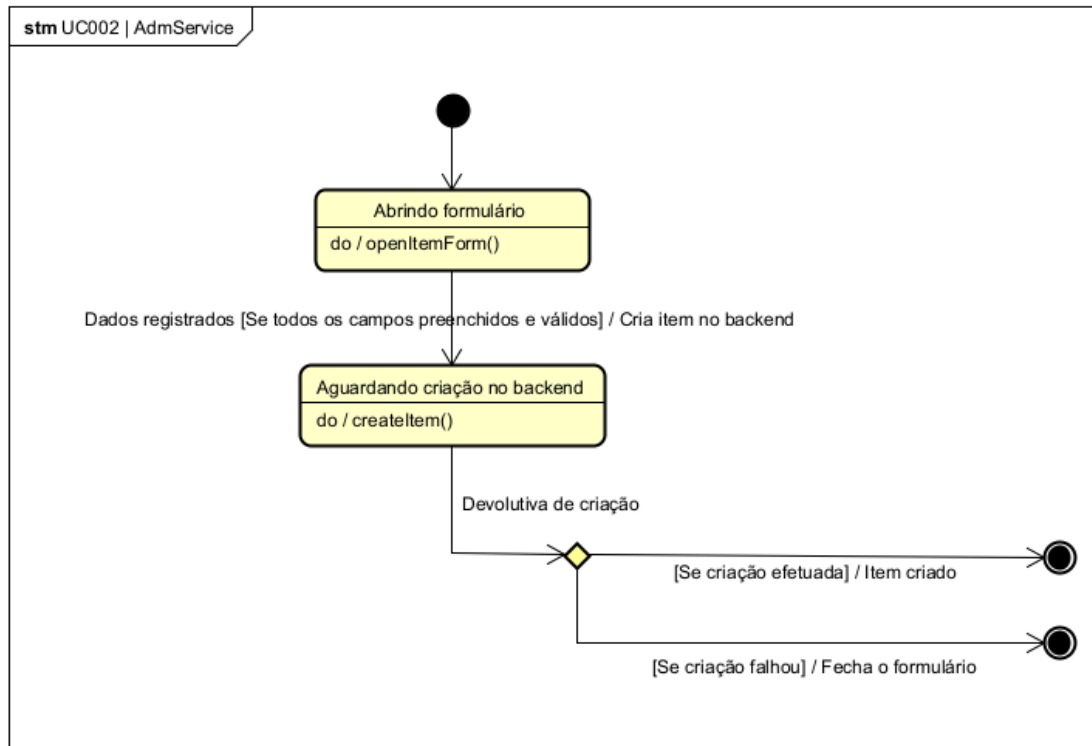 stm UC002 | AdmService
Abrindo formulário
do / openItemForm()
Dados registrados [Se todos os campos preenchidos e válidos] / Cria item no backend
Aguardando criação no backend
do / createItem()
Devolutiva de criação
[Se criação efetuada] / Item criado
[Se criação falhou] / Fecha o formulário